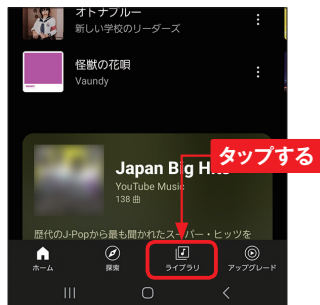 オトナブルー
新しい学校のリーダーズ
怪獣の花唄
Vaundy
タップする
Japan Big Hits
YouTube Music
138 曲
歴代のJ-Popから最も聞かれたスーパー・ヒッツを
ホーム
探索
ライブラリ
アップグレード